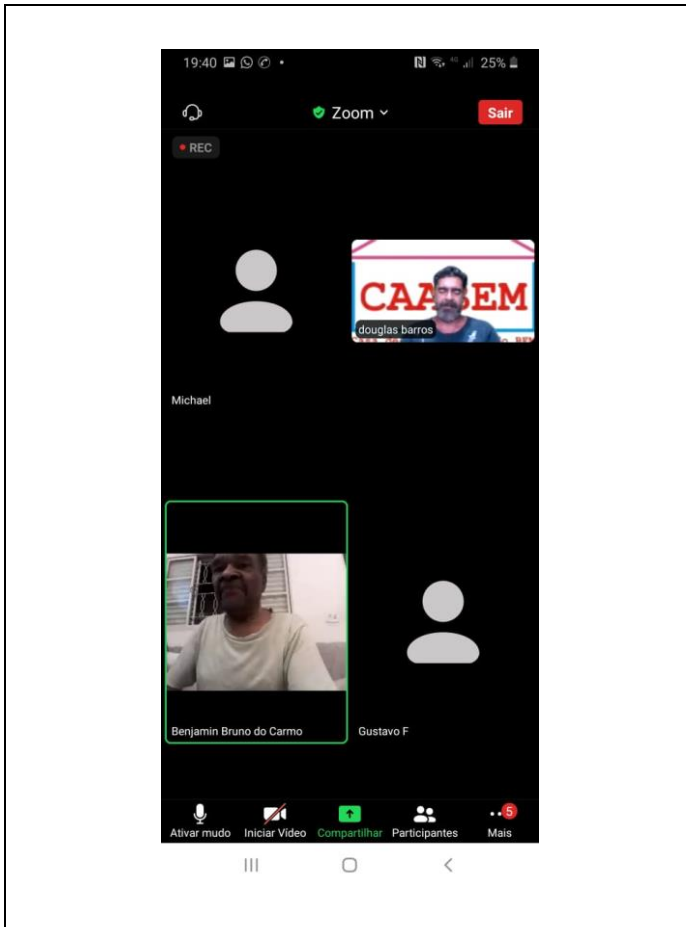 19:40 4G 25%
Zoom Sair
REC
CAASEM
douglas barros
Michael
Benjamin Bruno do Carmo Gustavo F
5
Ativar mudo Iniciar Vídeo Compartilhar Participantes Mais